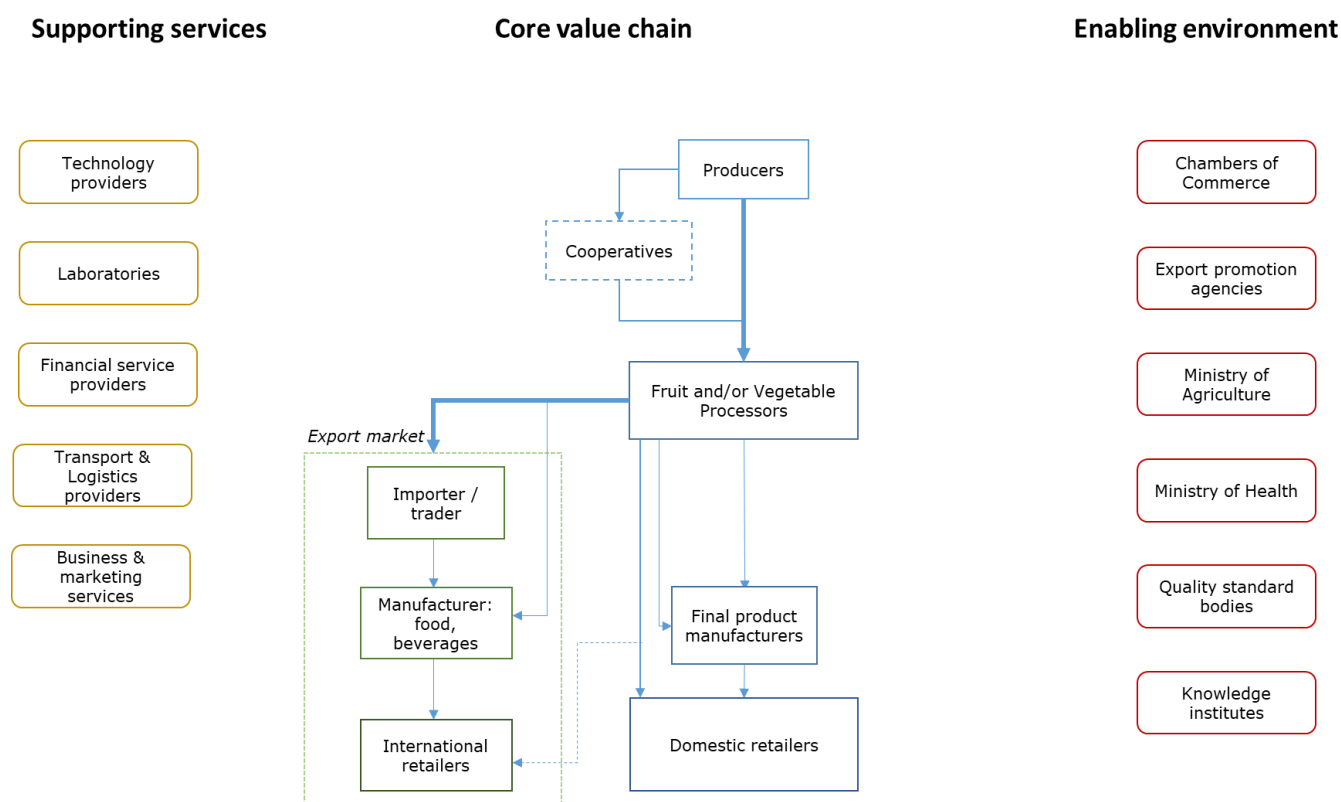 Supporting services
Core value chain
Enabling environment
Technology
providers
Laboratories
Financial service
providers
Transport &
Logistics
providers
Business &
marketing
services
Producers
Cooperatives
Fruit and/or Vegetable
Processors
Export market
Importer /
trader
Manufacturer:
food,
beverages
International
retailers
Final product
manufacturers
Domestic retailers
Chambers of
Commerce
Export promotion
agencies
Ministry of
Agriculture
Ministry of Health
Quality standard
bodies
Knowledge
institutes